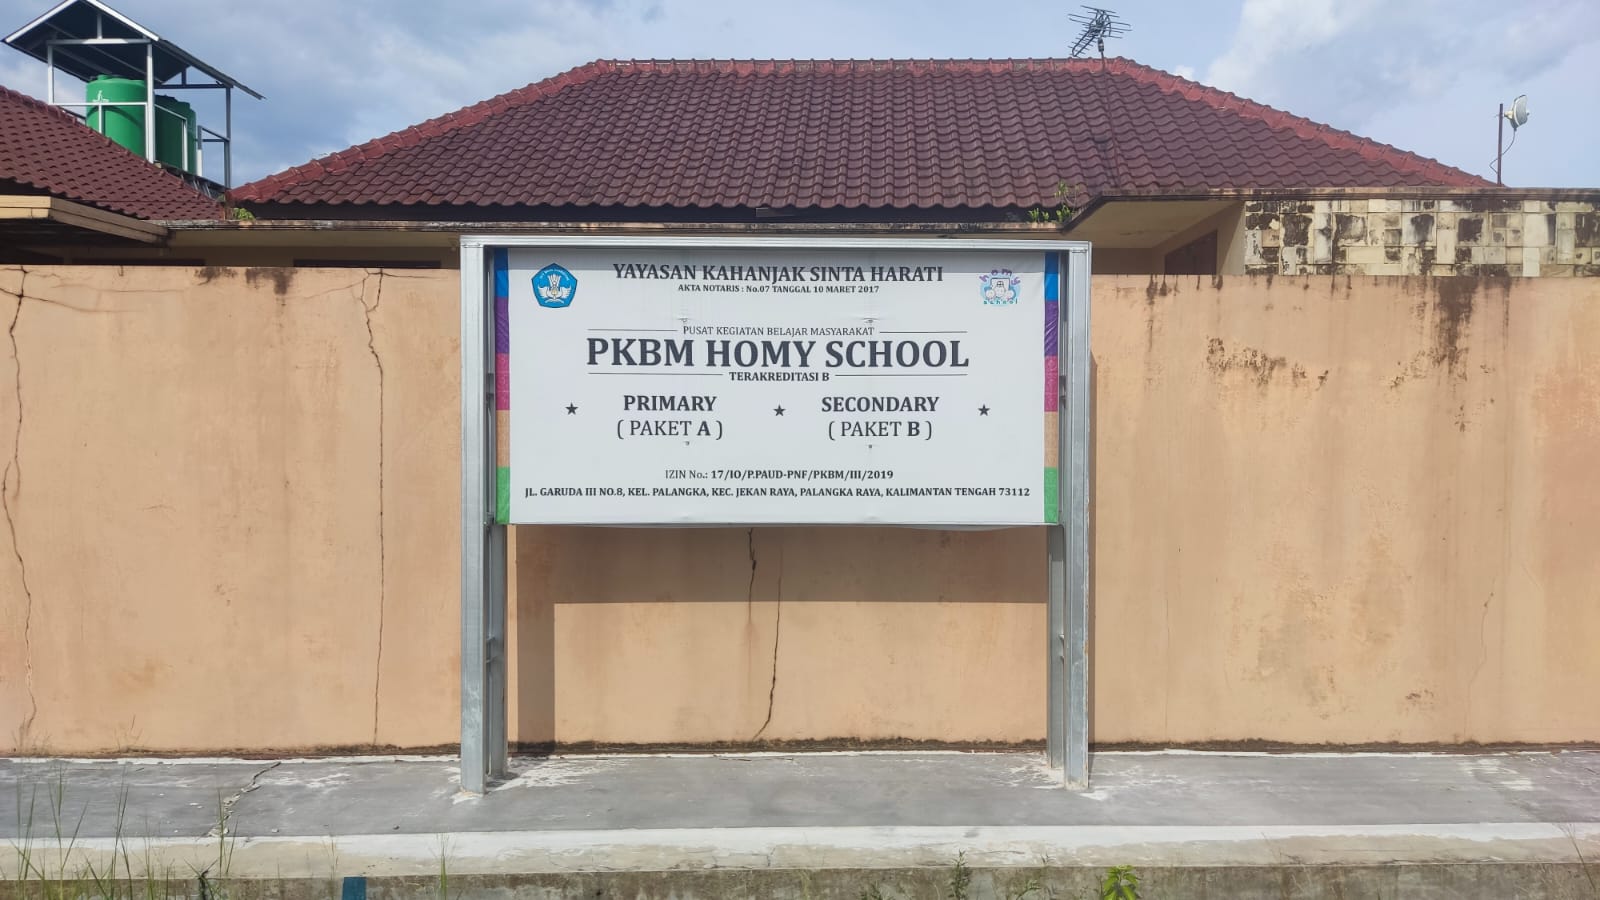 YAYASAN KAHANJAK SINTA HARATI
AKTA NOTARIS : No.07 TANGGAL 10 MARET 2017
homy
school
PUSAT KEGIATAN BELAJAR MASYARAKAT
PKBM HOMY SCHOOL
TERAKREDITASI B
PRIMARY
( PAKET A )
SECONDARY
( PAKET B )
IZIN No.: 17/IO/P.PAUD-PNF/PKBM/III/2019
JL. GARUDA III NO.8, KEL. PALANGKA, KEC. JEKAN RAYA, PALANGKA RAYA, KALIMANTAN TENGAH 73112